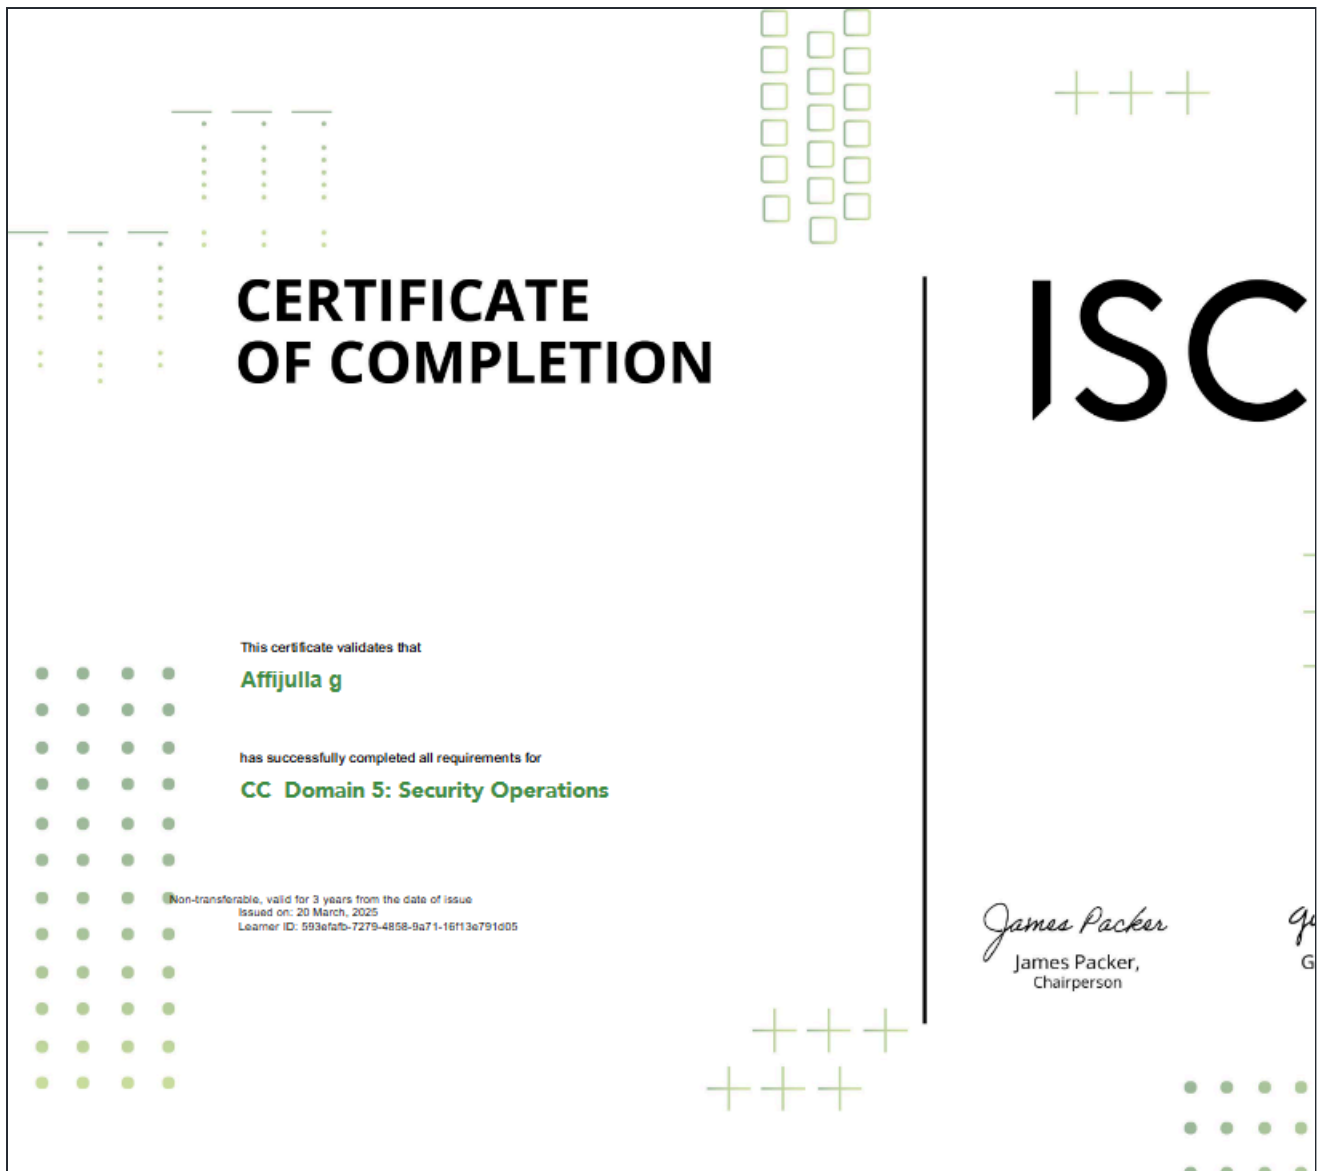 CERTIFICATE
OF COMPLETION
This certificate validates that
Affijulla g
has successfully completed all requirements for
CC Domain 5: Security Operations
Non-transferable, valid for 3 years from the date of issue
Issued on: 20 March, 2025
Learner ID: 593efafb-7279-4858-9a71-16f13e791d05
ISC
James Packer
James Packer,
Chairperson
G